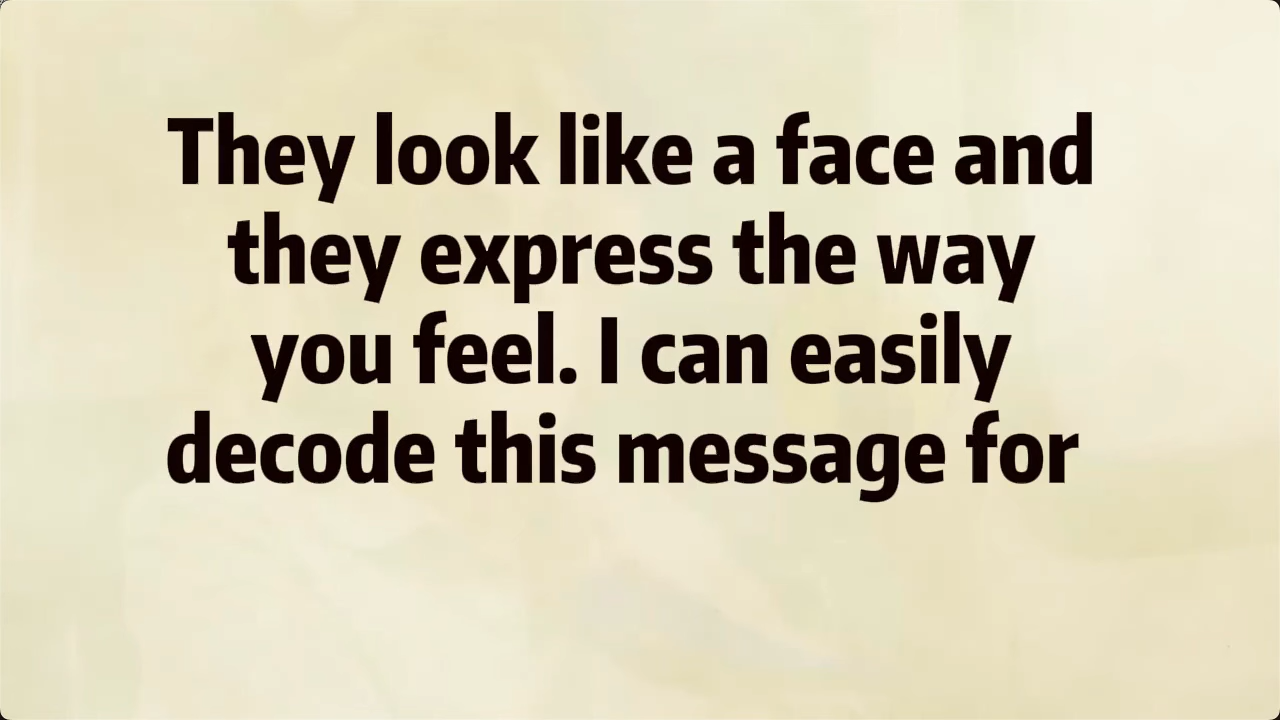 They look like a face and
they express the way
you feel. I can easily
decode this message for